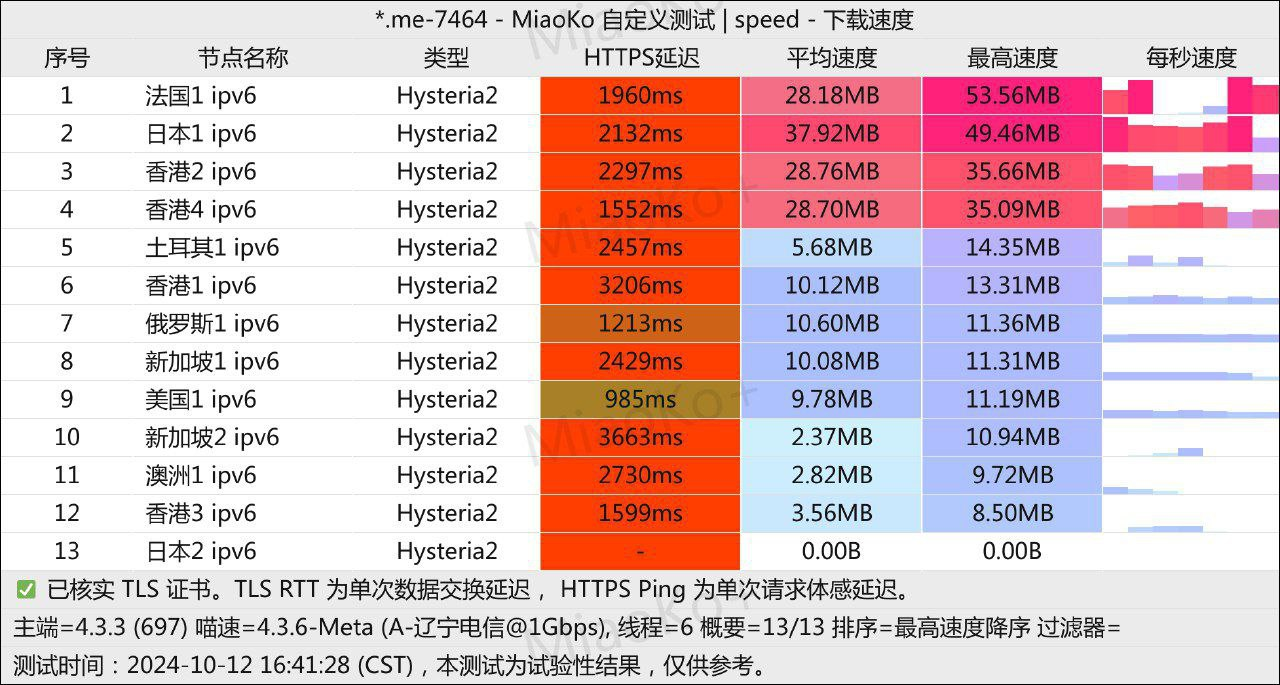 *.me-7464 - MiaoKo 自定义测试 | speed - 下载速度
序号 节点名称 类型 HTTPS延迟 平均速度 最高速度 每秒速度
1 法国1 ipv6 Hysteria2 1960ms 28.18MB 53.56MB
2 日本1 ipv6 Hysteria2 2132ms 37.92MB 49.46MB
3 香港2 ipv6 Hysteria2 2297ms 28.76MB 35.66MB
4 香港4 ipv6 Hysteria2 1552ms 28.70MB 35.09MB
5 土耳其1 ipv6 Hysteria2 2457ms 5.68MB 14.35MB
6 香港1 ipv6 Hysteria2 3206ms 10.12MB 13.31MB
7 俄罗斯1 ipv6 Hysteria2 1213ms 10.60MB 11.36MB
8 新加坡1 ipv6 Hysteria2 2429ms 10.08MB 11.31MB
9 美国1 ipv6 Hysteria2 985ms 9.78MB 11.19MB
10 新加坡2 ipv6 Hysteria2 3663ms 2.37MB 10.94MB
11 澳洲1 ipv6 Hysteria2 2730ms 2.82MB 9.72MB
12 香港3 ipv6 Hysteria2 1599ms 3.56MB 8.50MB
13 日本2 ipv6 Hysteria2 - 0.00B 0.00B
✅ 已核实 TLS 证书。TLS RTT 为单次数据交换延迟， HTTPS Ping 为单次请求体感延迟。
主端=4.3.3 (697) 喵速=4.3.6-Meta (A-辽宁电信@1Gbps), 线程=6 概要=13/13 排序=最高速度降序 过滤器=
测试时间：2024-10-12 16:41:28 (CST)，本测试为试验性结果，仅供参考。
MiaoKo+
MiaoKo+
MiaoKo+
MiaoKo+